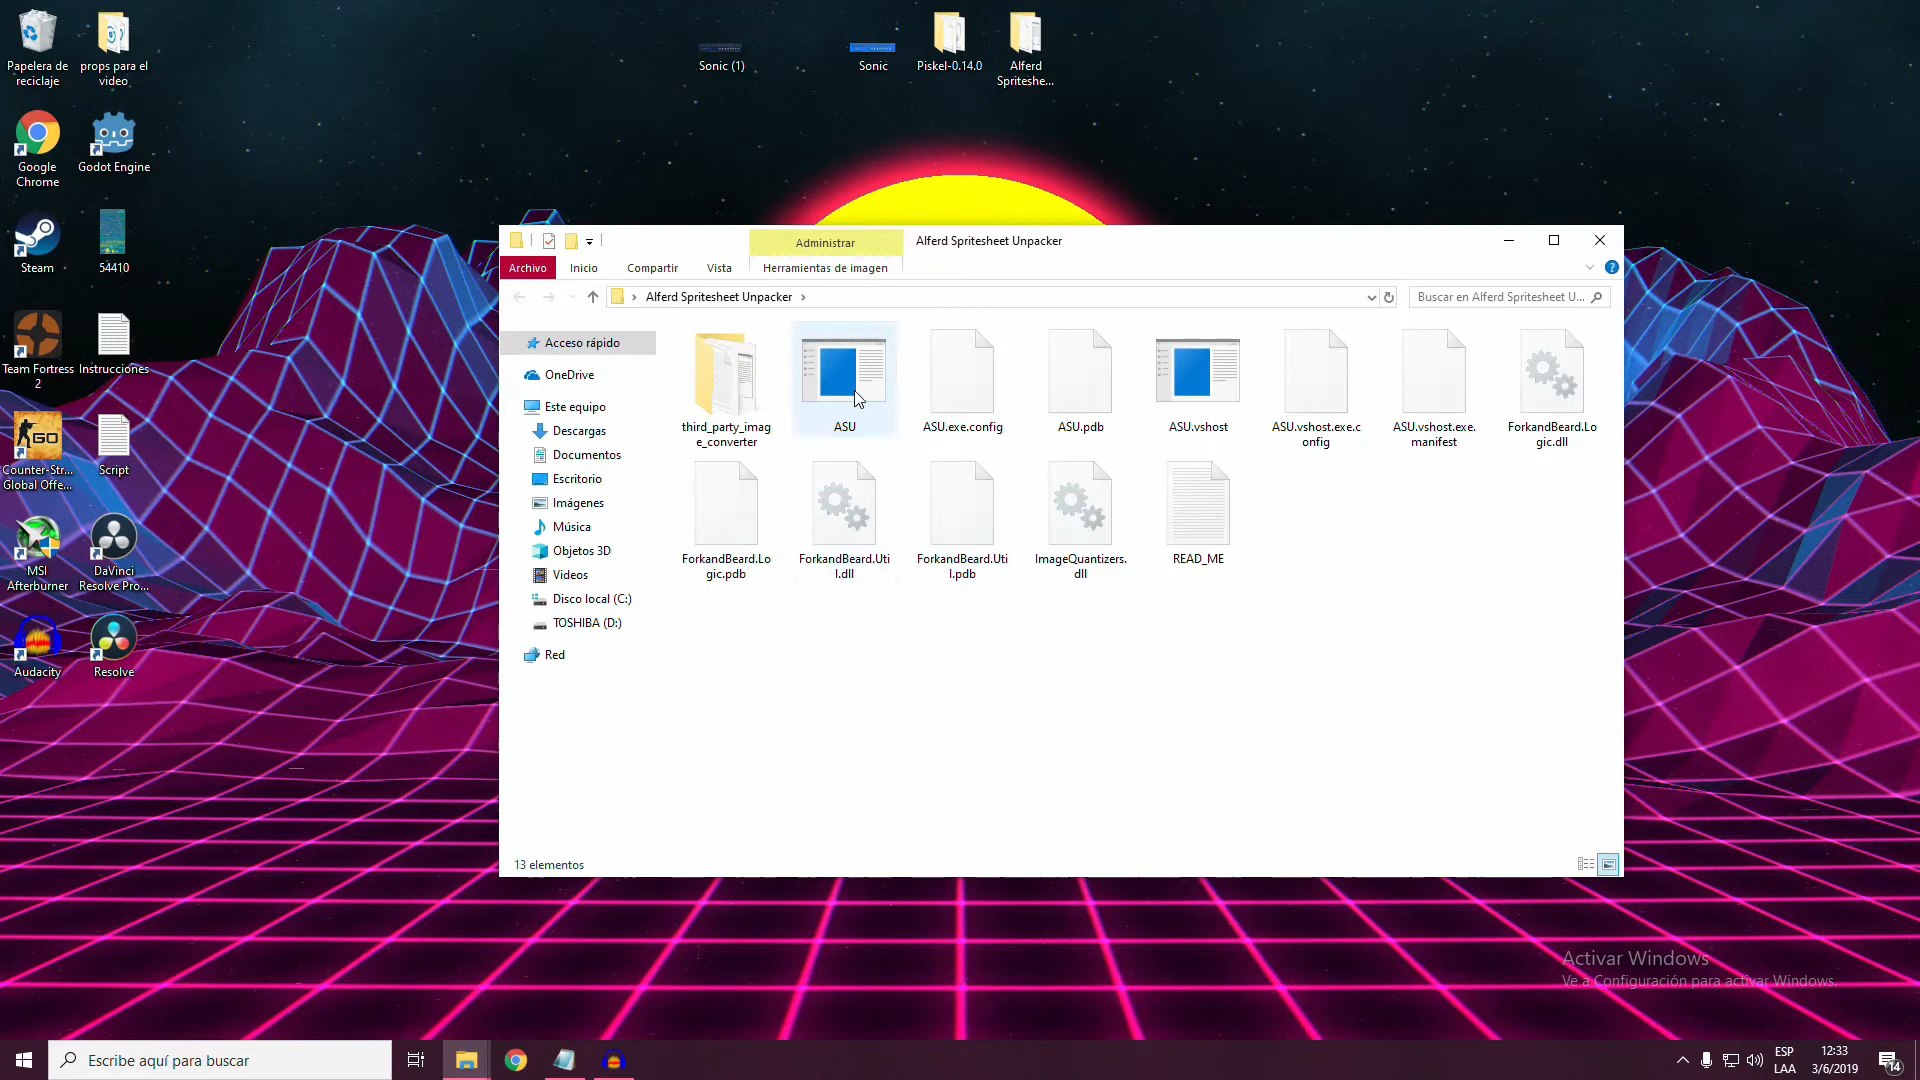 Papelera de
reciclaje
props para el
video
Sonic (1)
Sonic
Piskel-0.14.0
Alferd
Spriteshe...
Google
Chrome
Godot Engine
Steam
54410
Team Fortress
2
Instrucciones
Counter-Str...
Global Offe...
Script
MSI
Afterburner
DaVinci
Resolve Pro...
Audacity
Resolve
Administrar
Alferd Spritesheet Unpacker
Archivo
Inicio
Compartir
Vista
Herramientas de imagen
Alferd Spritesheet Unpacker
Buscar en Alferd Spritesheet U...
Acceso rápido
OneDrive
Este equipo
Descargas
Documentos
Escritorio
Imágenes
Música
Objetos 3D
Videos
Disco local (C:)
TOSHIBA (D:)
Red
third_party_imag
e_converter
ASU
ASU.exe.config
ASU.pdb
ASU.vshost
ASU.vshost.exe.c
onfig
ASU.vshost.exe.
manifest
ForkandBeard.Lo
gic.dll
ForkandBeard.Lo
gic.pdb
ForkandBeard.Uti
l.dll
ForkandBeard.Uti
l.pdb
ImageQuantizers.
dll
READ_ME
13 elementos
Activar Windows
Ve a Configuración para activar Windows.
Escribe aquí para buscar
ESP
LAA
12:33
3/6/2019
14